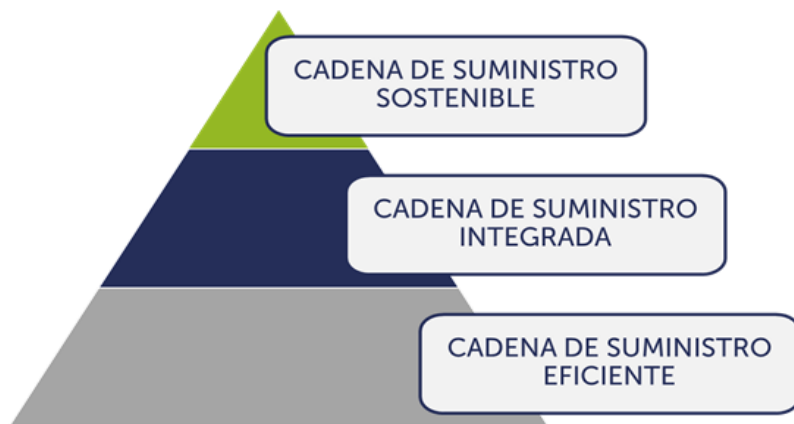 CADENA DE SUMINISTRO
SOSTENIBLE
CADENA DE SUMINISTRO
INTEGRADA
CADENA DE SUMINISTRO
EFICIENTE